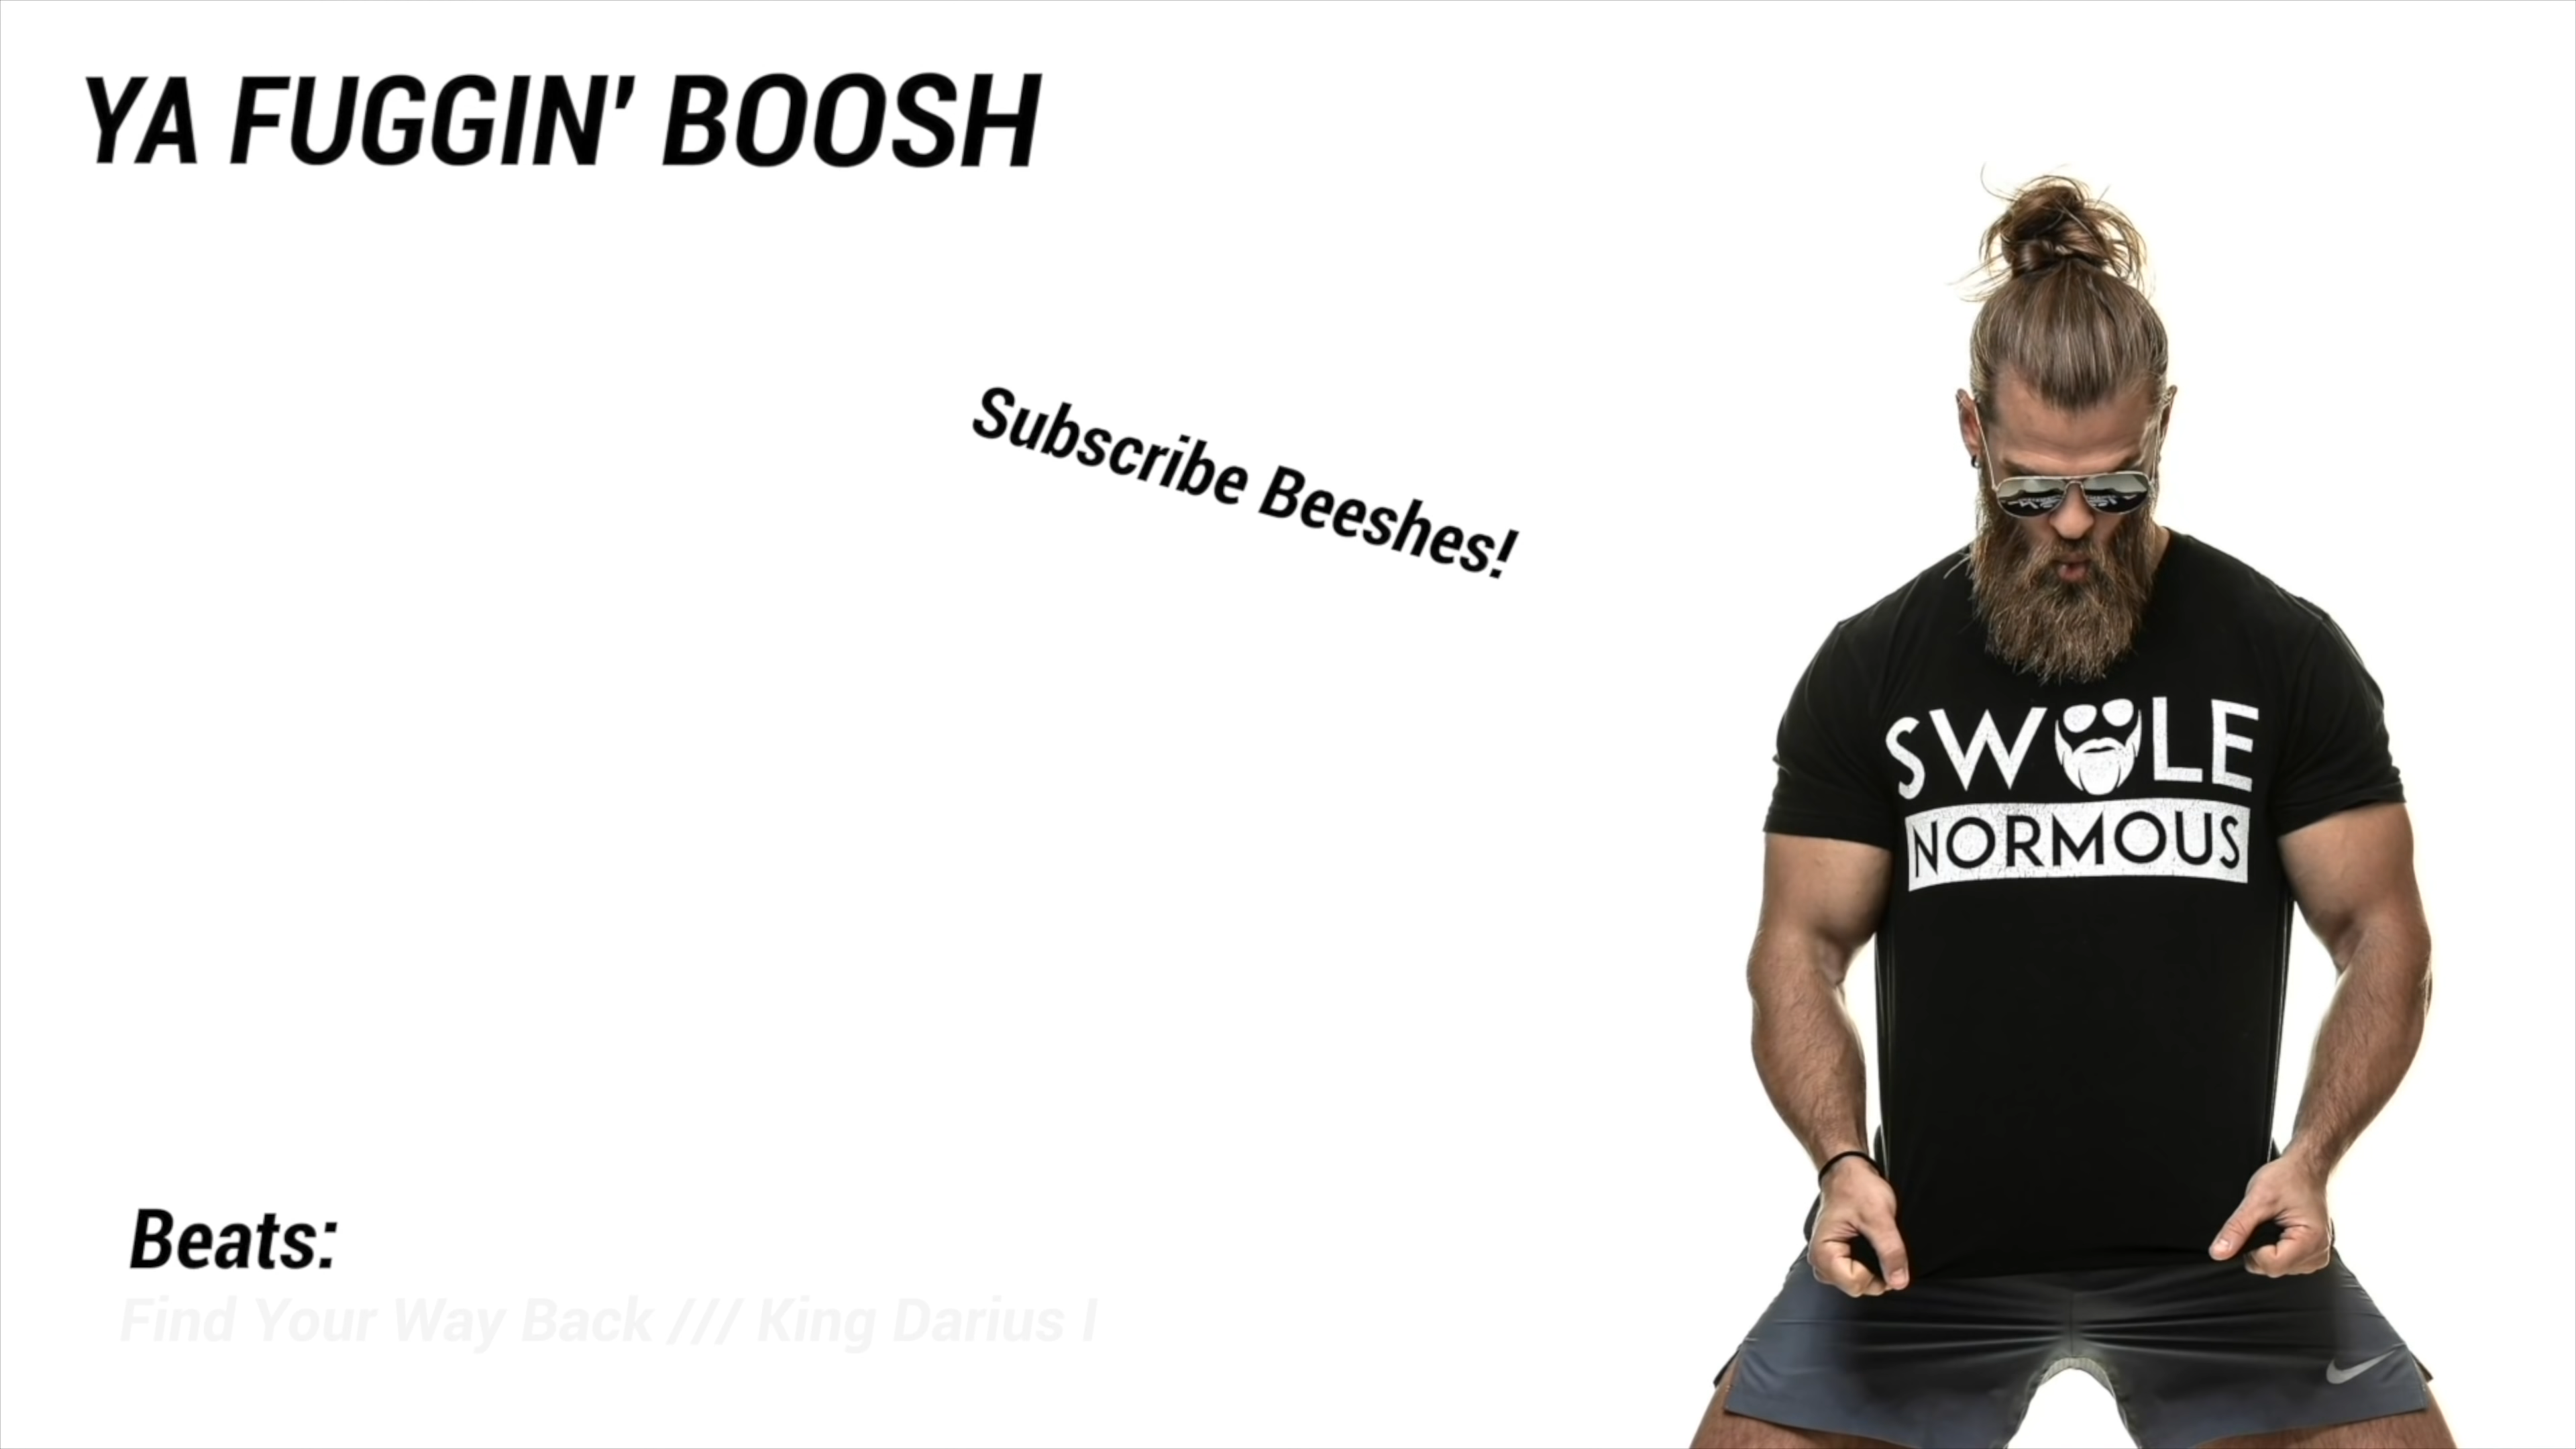 YA FUGGIN' BOOSH
Subscribe Beeshes!
SWOLE
NORMOUS
Beats:
Find Your Way Back /// King Darius I